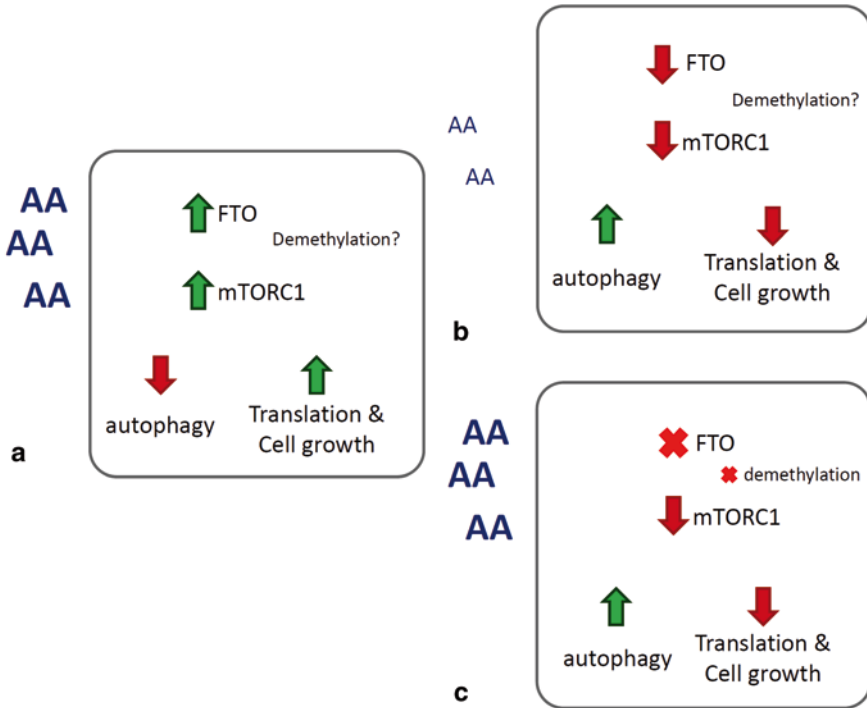 AA
AA
AA
FTO
Demethylation?
mTORC1
autophagy
Translation &
Cell growth
a
AA
AA
FTO
Demethylation?
mTORC1
autophagy
Translation &
Cell growth
b
AA
AA
AA
FTO
demethylation
mTORC1
autophagy
Translation &
Cell growth
c